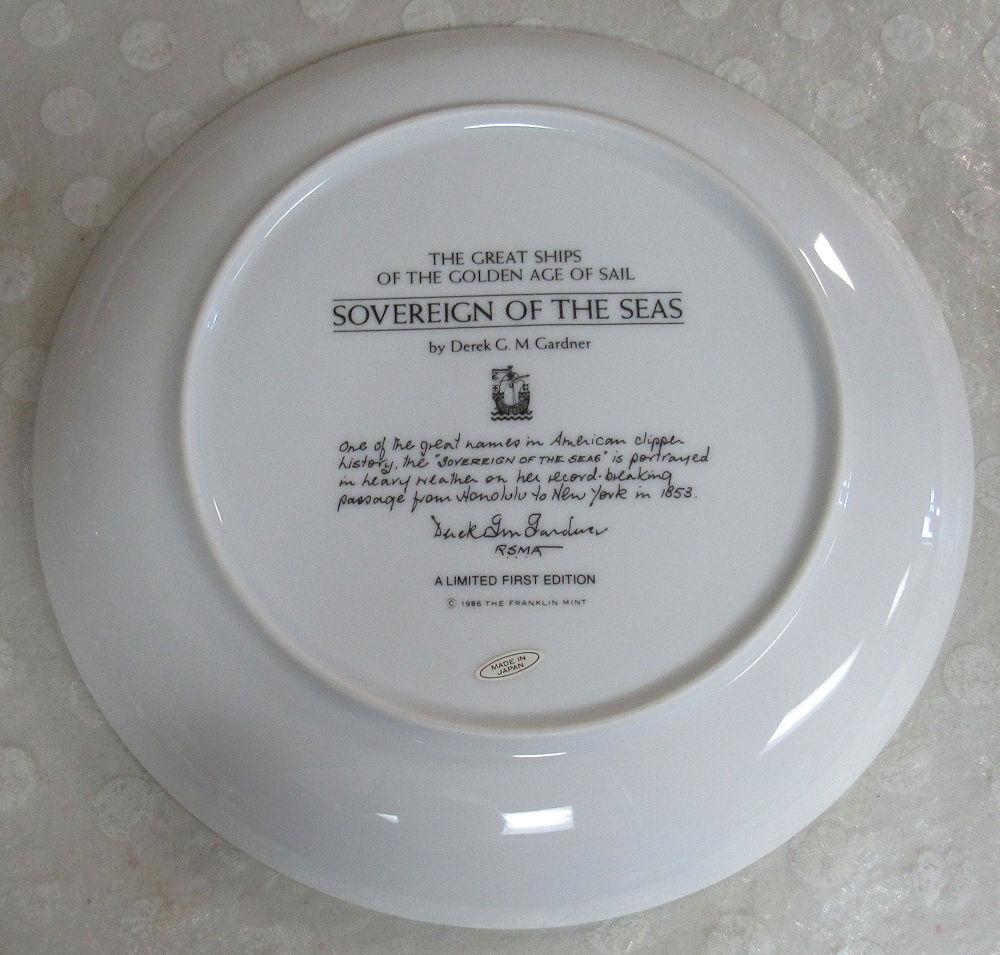 THE GREAT SHIPS
OF THE GOLDEN AGE OF SAIL
SOVEREIGN OF THE SEAS
by Derek G. M Gardner
One of the great names in American clipper
history, the "SOVEREIGN OF THE SEAS" is portrayed
in heavy weather on her record-breaking
passage from Honolulu to New York in 1853.
Derek Gm Gardner
RSMA
A LIMITED FIRST EDITION
© 1986 THE FRANKLIN MINT
MADE IN
JAPAN